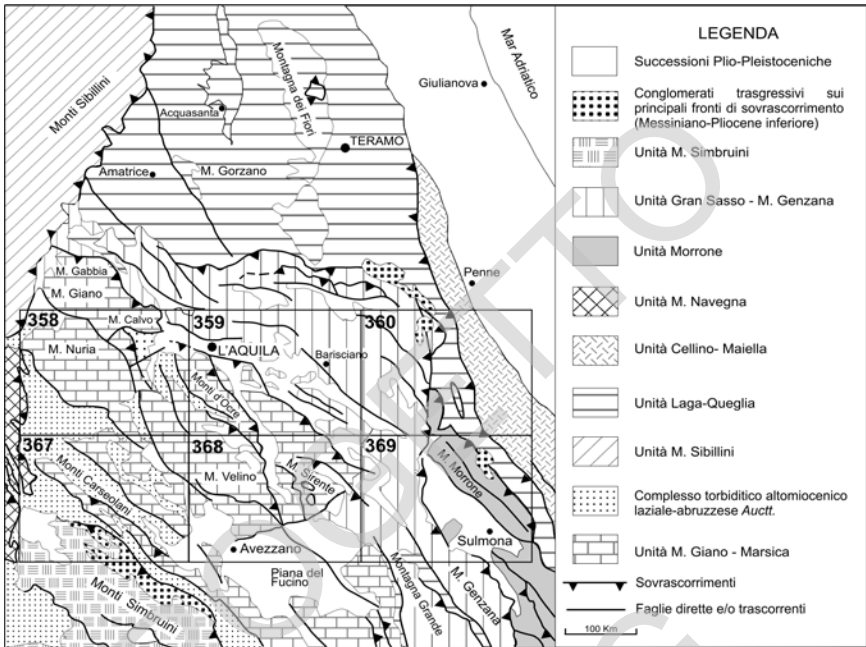 Monti Sibillini
Acquasanta
Montagna dei Fiori
Giulianova
Mar Adriatico
TERAMO
Amatrice
M. Gorzano
Penne
M. Gabbia
M. Giano
358
M. Calvo
359
360
M. Nuria
L'AQUILA
Barisciano
Monti d'Ocre
367
368
369
Monti Carseolani
M. Velino
M. Sirente
M. Morrone
Sulmona
Avezzano
Piana del
Fucino
Monti Simbruini
Montagna Grande
M. Genzana
LEGENDA
Successioni Plio-Pleistoceniche
Conglomerati trasgressivi sui
principali fronti di sovrascorrimento
(Messiniano-Pliocene inferiore)
Unità M. Simbruini
Unità Gran Sasso - M. Genzana
Unità Morrone
Unità M. Navegna
Unità Cellino- Maiella
Unità Laga-Queglia
Unità M. Sibillini
Complesso torbiditico altomiocenico
laziale-abruzzese Auctt.
Unità M. Giano - Marsica
Sovrascorrimenti
Faglie dirette e/o trascorrenti
100 Km